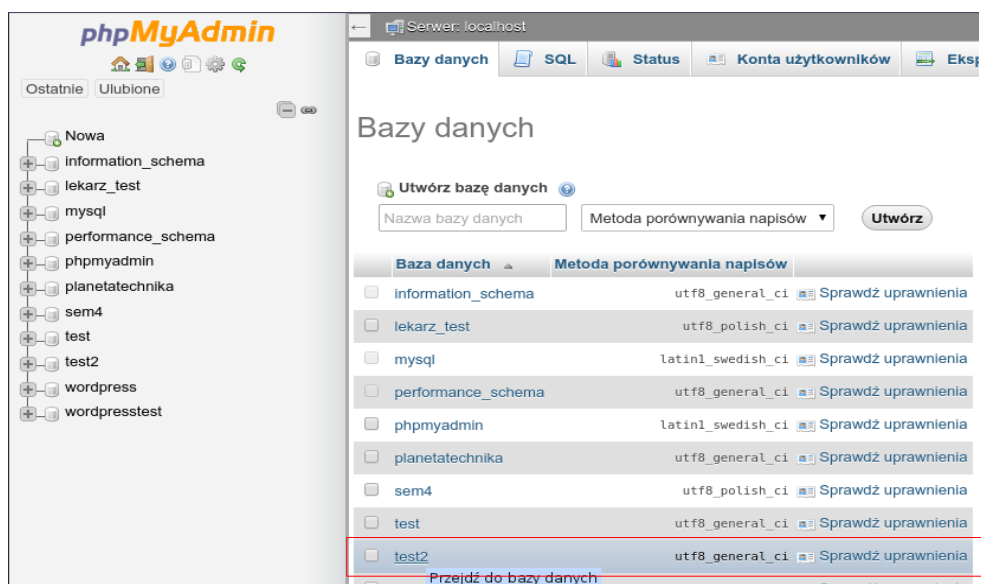 phpMyAdmin
Ostatnie Ulubione
Nowa
information_schema
lekarz_test
mysql
performance_schema
phpmyadmin
planetatechnika
sem4
test
test2
wordpress
wordpresstest
Serwer: localhost
Bazy danych SQL Status Konta użytkowników Eksp
Bazy danych
Utwórz bazę danych
Nazwa bazy danych Metoda porównywania napisów Utwórz
Baza danych Metoda porównywania napisów
information_schema utf8_general_ci Sprawdź uprawnienia
lekarz_test utf8_polish_ci Sprawdź uprawnienia
mysql latin1_swedish_ci Sprawdź uprawnienia
performance_schema utf8_general_ci Sprawdź uprawnienia
phpmyadmin latin1_swedish_ci Sprawdź uprawnienia
planetatechnika utf8_general_ci Sprawdź uprawnienia
sem4 utf8_polish_ci Sprawdź uprawnienia
test utf8_general_ci Sprawdź uprawnienia
test2 utf8_general_ci Sprawdź uprawnienia
Przejdź do bazy danych